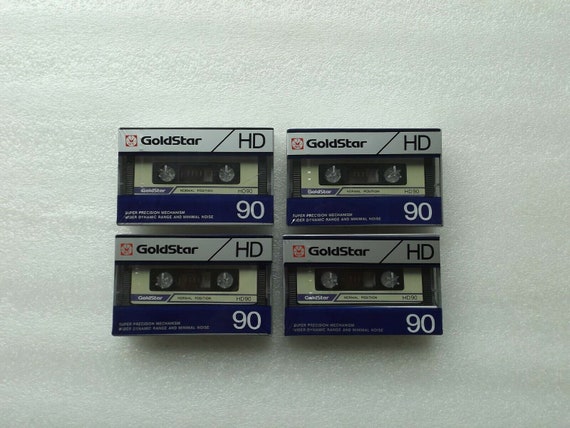 GoldStar HD
GoldStar NORMAL POSITION HD90
SUPER PRECISION MECHANISM
WIDER DYNAMIC RANGE AND MINIMAL NOISE
90
GoldStar HD
GoldStar NORMAL POSITION HD90
SUPER PRECISION MECHANISM
WIDER DYNAMIC RANGE AND MINIMAL NOISE
90
GoldStar HD
GoldStar NORMAL POSITION HD90
SUPER PRECISION MECHANISM
WIDER DYNAMIC RANGE AND MINIMAL NOISE
90
GoldStar HD
GoldStar NORMAL POSITION HD90
SUPER PRECISION MECHANISM
WIDER DYNAMIC RANGE AND MINIMAL NOISE
90